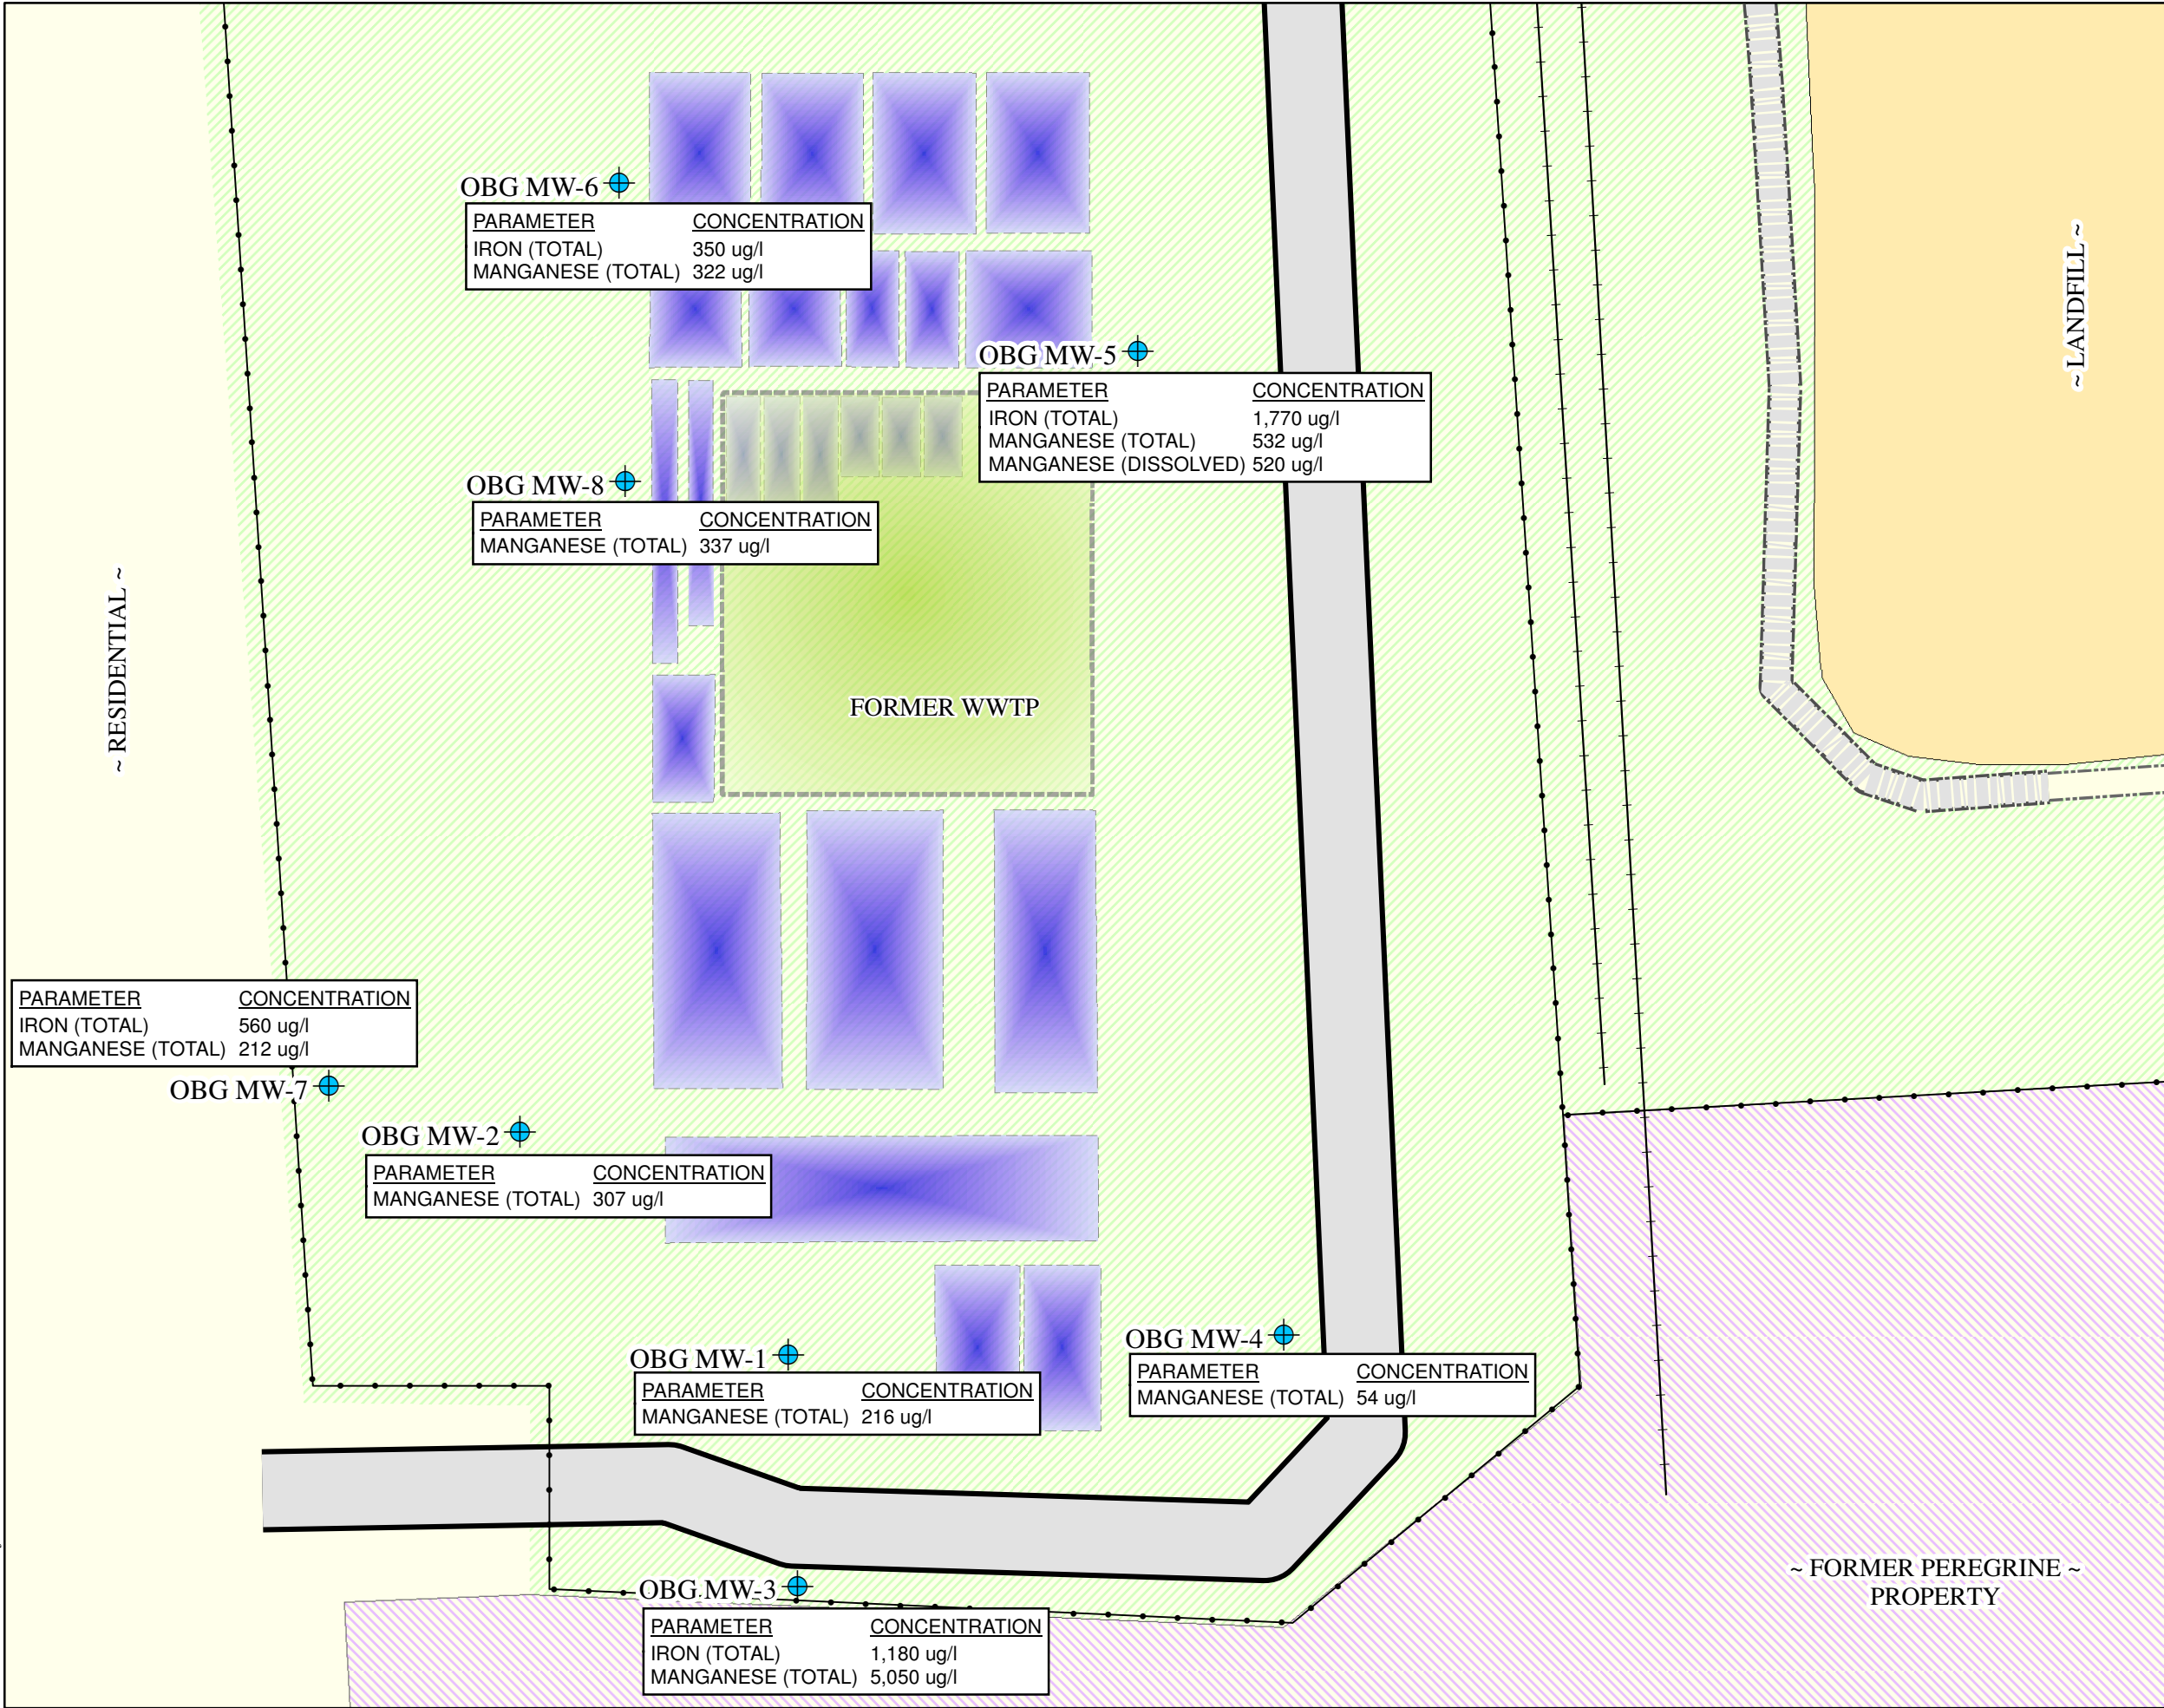 OBG MW-6
PARAMETER CONCENTRATION
IRON (TOTAL) 350 ug/l
MANGANESE (TOTAL) 322 ug/l
~ LANDFILL ~
OBG MW-5
PARAMETER CONCENTRATION
IRON (TOTAL) 1,770 ug/l
MANGANESE (TOTAL) 532 ug/l
MANGANESE (DISSOLVED) 520 ug/l
OBG MW-8
PARAMETER CONCENTRATION
MANGANESE (TOTAL) 337 ug/l
~ RESIDENTIAL ~
FORMER WWTP
PARAMETER CONCENTRATION
IRON (TOTAL) 560 ug/l
MANGANESE (TOTAL) 212 ug/l
OBG MW-7
OBG MW-2
PARAMETER CONCENTRATION
MANGANESE (TOTAL) 307 ug/l
OBG MW-1
PARAMETER CONCENTRATION
MANGANESE (TOTAL) 216 ug/l
OBG MW-4
PARAMETER CONCENTRATION
MANGANESE (TOTAL) 54 ug/l
OBG MW-3
PARAMETER CONCENTRATION
IRON (TOTAL) 1,180 ug/l
MANGANESE (TOTAL) 5,050 ug/l
~ FORMER PEREGRINE ~
PROPERTY